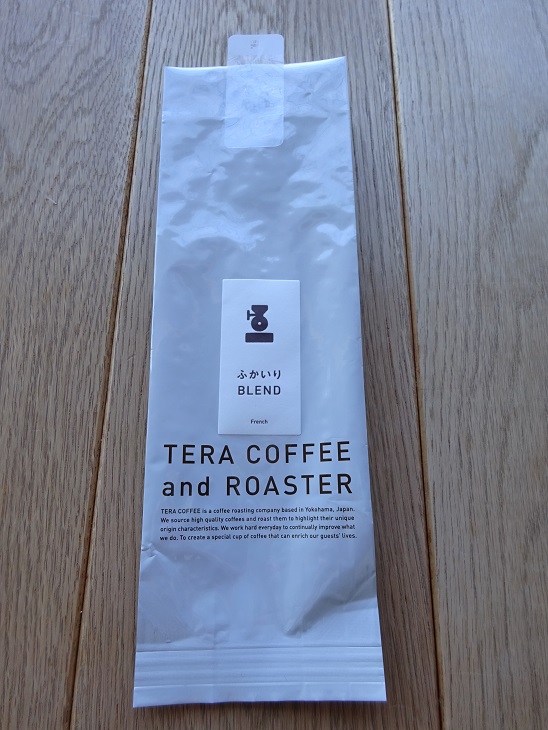 ふかいり
BLEND
French
TERA COFFEE
and ROASTER
TERA COFFEE is a coffee roasting company based in Yokohama, Japan.
We source high quality coffees and roast them to highlight their unique
origin characteristics. We work hard everyday to continually improve what
we do. To create a special cup of coffee that can enrich our guests' lives.